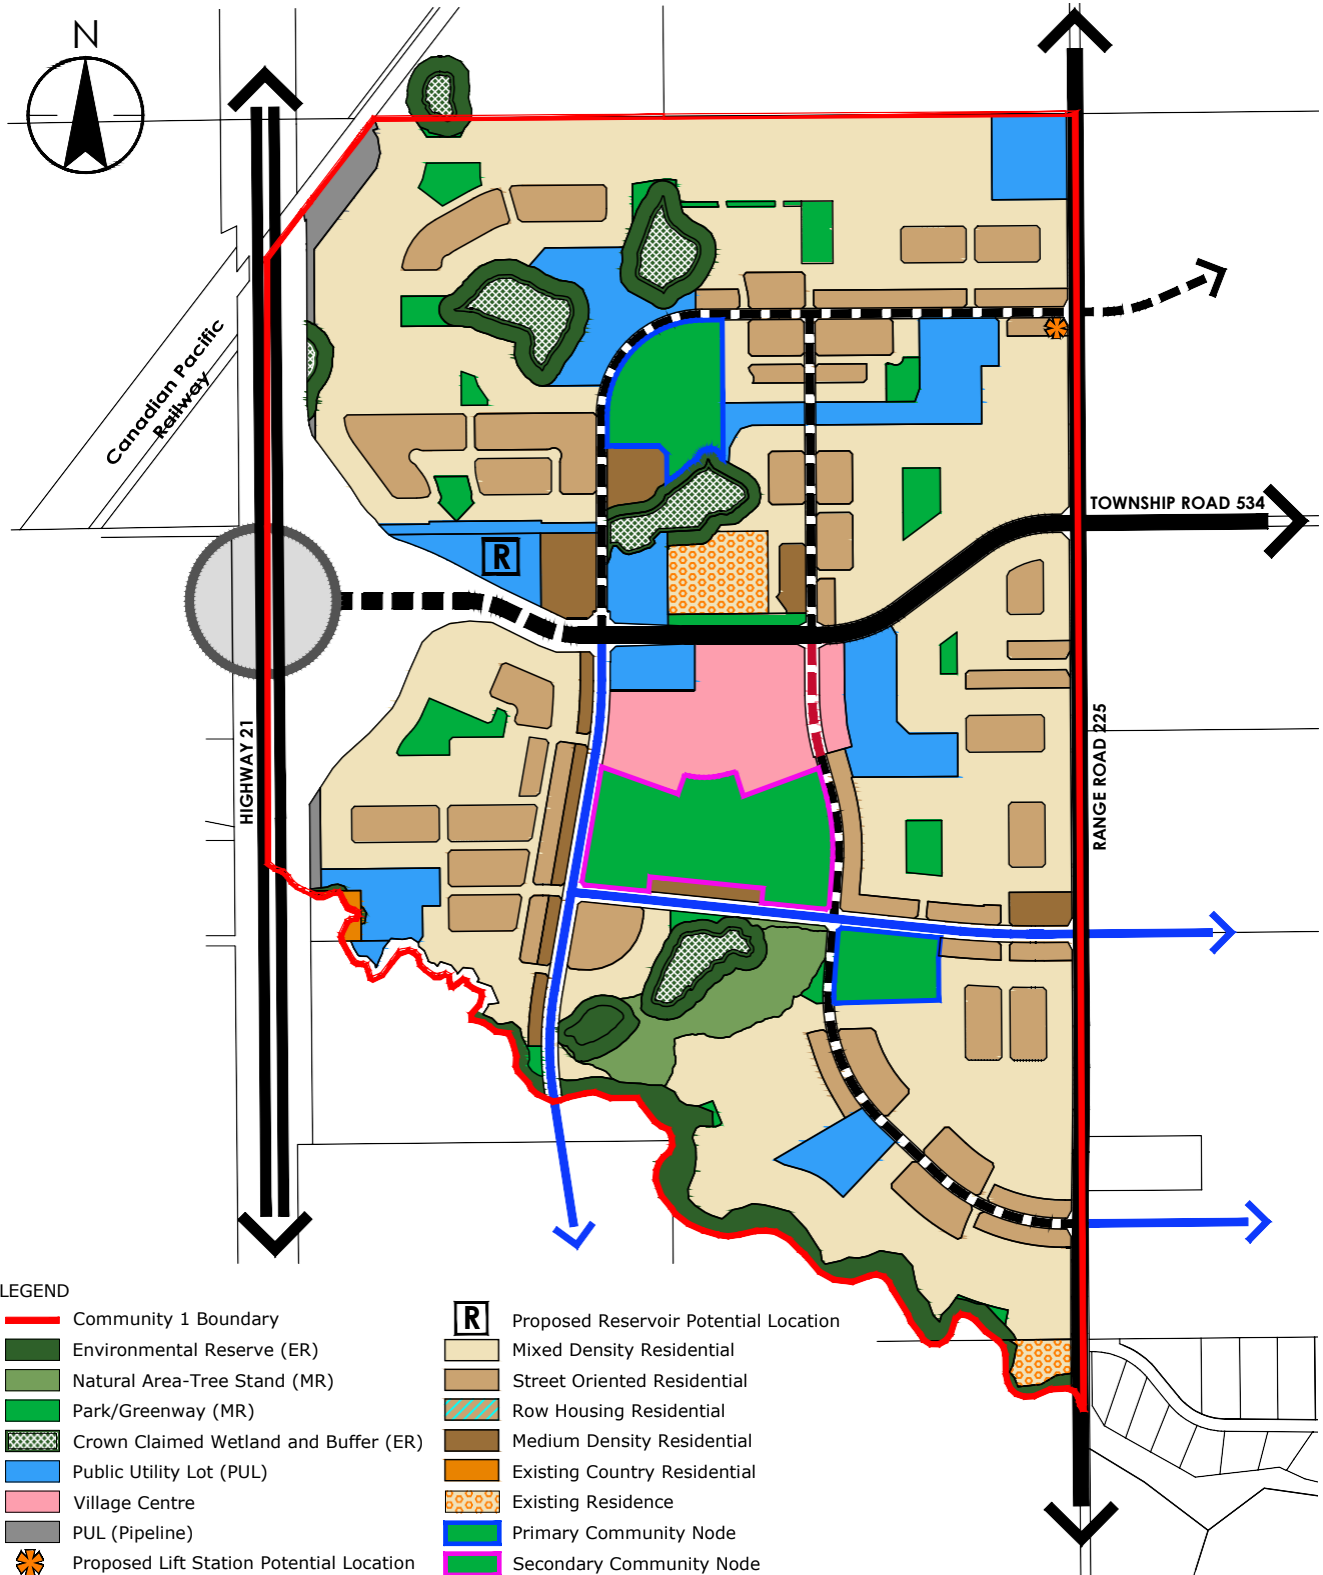 N
Canadian Pacific
Railway
TOWNSHIP ROAD 534
R
HIGHWAY 21
RANGE ROAD 225
LEGEND
Community 1 Boundary
Environmental Reserve (ER)
Natural Area-Tree Stand (MR)
Park/Greenway (MR)
Crown Claimed Wetland and Buffer (ER)
Public Utility Lot (PUL)
Village Centre
PUL (Pipeline)
Proposed Lift Station Potential Location
R Proposed Reservoir Potential Location
Mixed Density Residential
Street Oriented Residential
Row Housing Residential
Medium Density Residential
Existing Country Residential
Existing Residence
Primary Community Node
Secondary Community Node